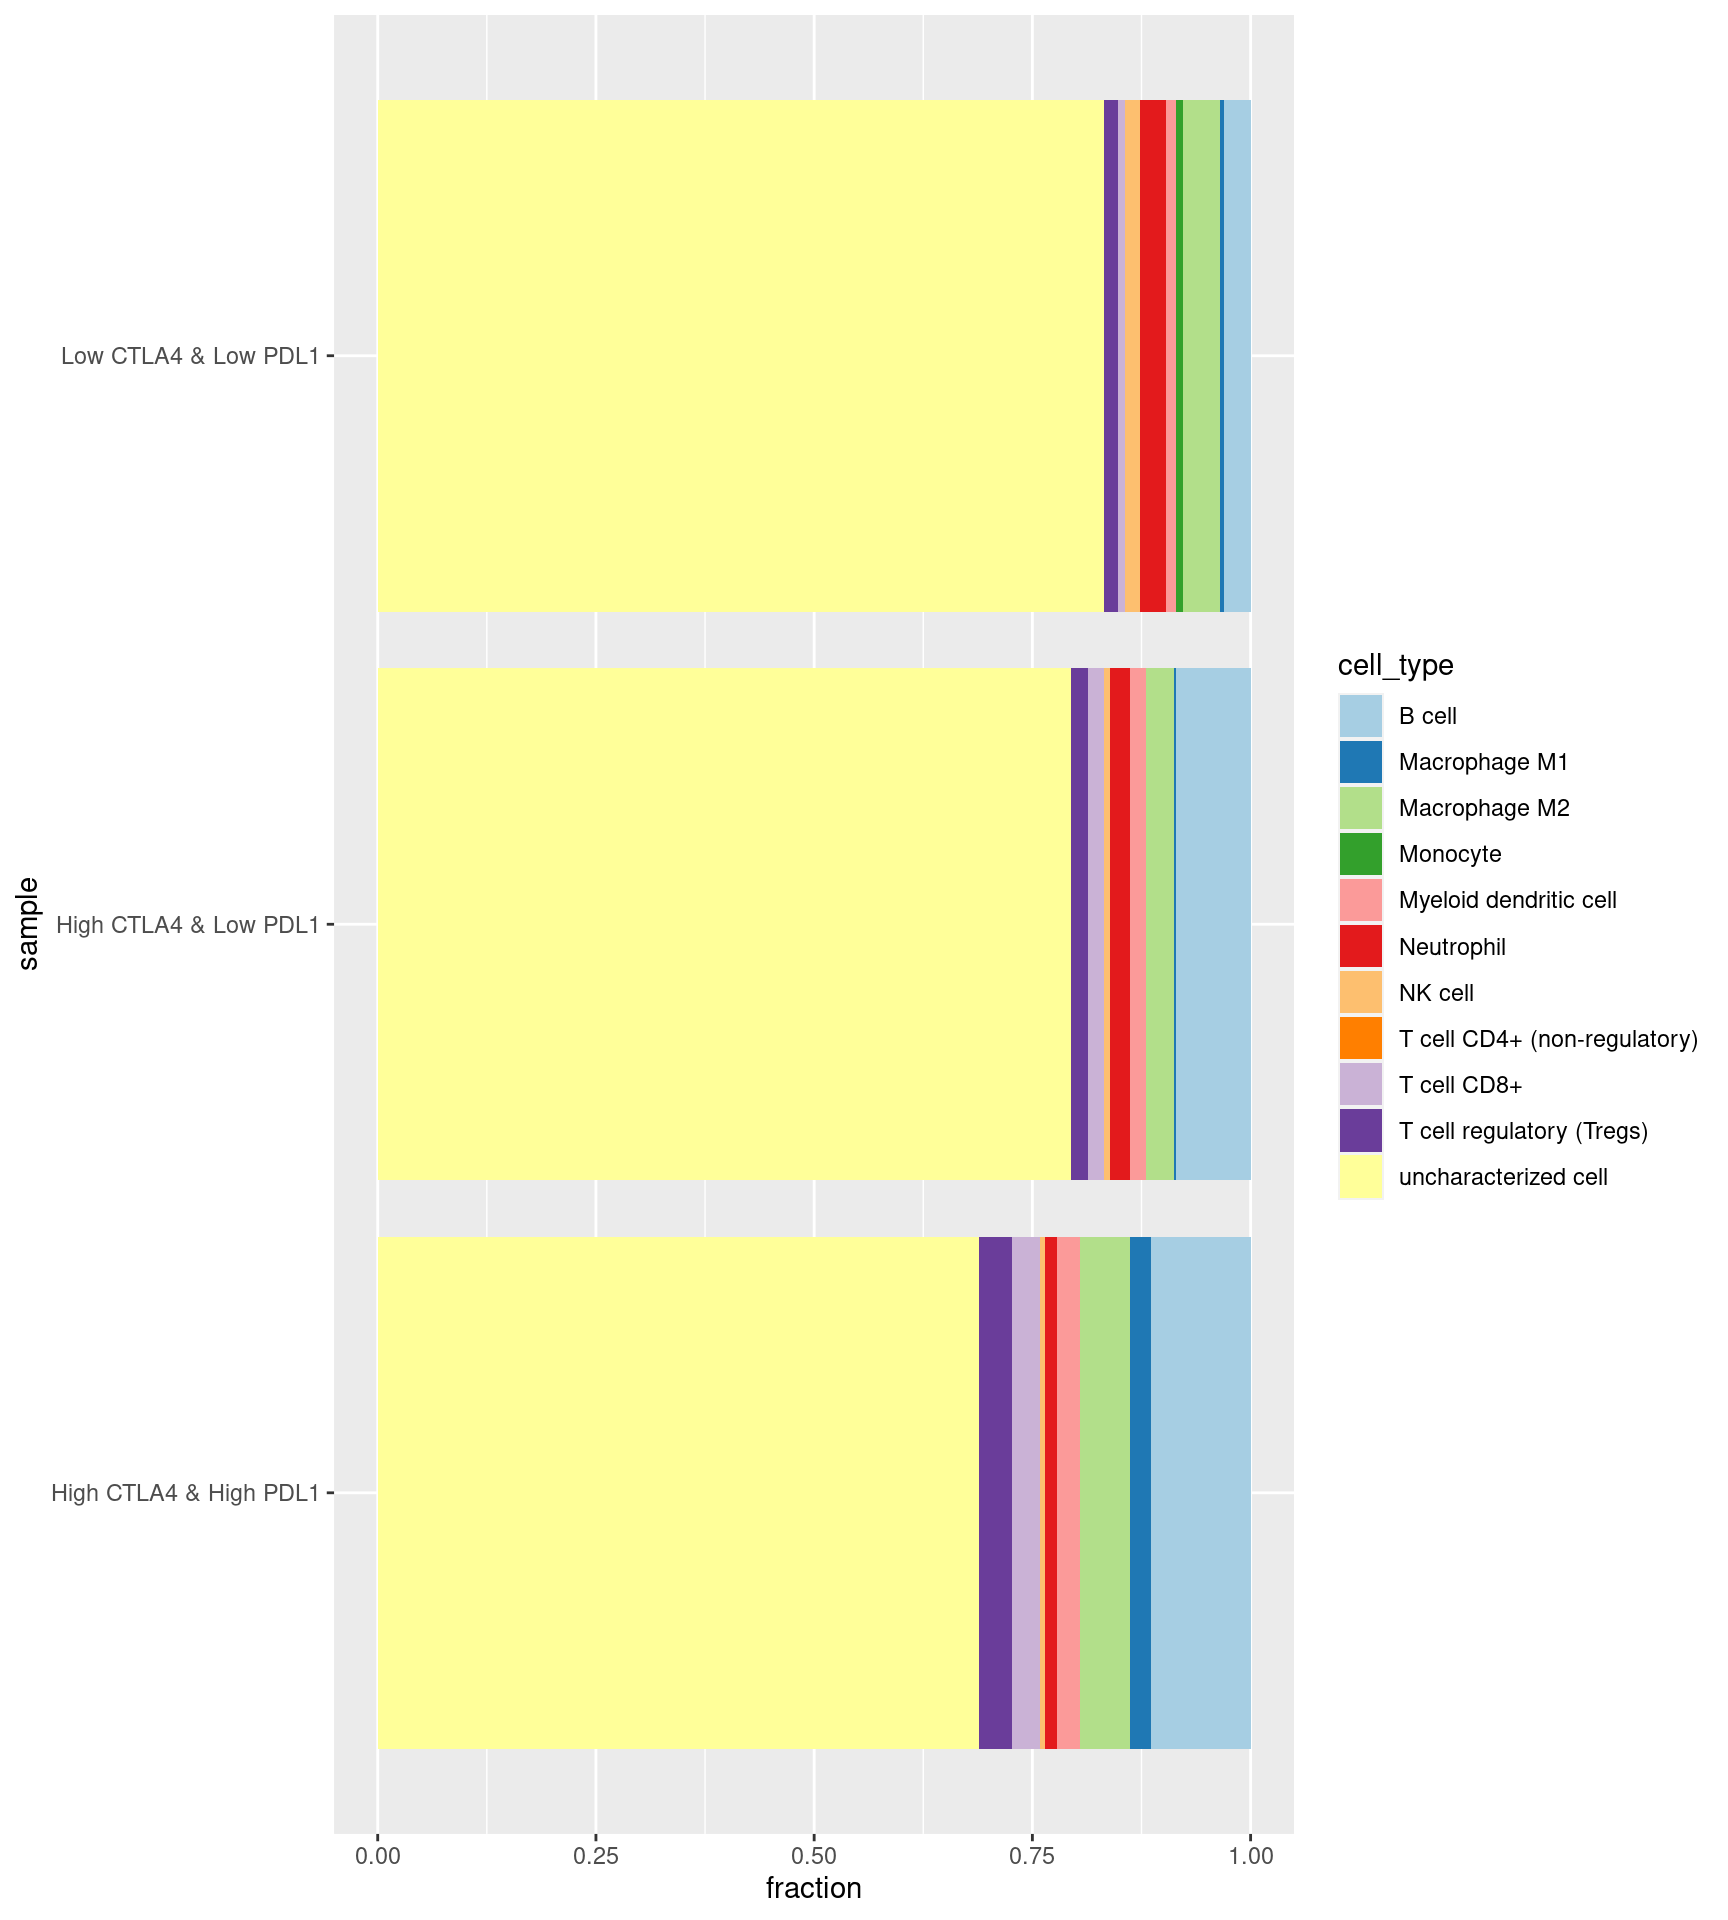 Low CTLA4 & Low PDL1
High CTLA4 & Low PDL1
High CTLA4 & High PDL1
sample
0.00 0.25 0.50 0.75 1.00
fraction
cell_type
B cell
Macrophage M1
Macrophage M2
Monocyte
Myeloid dendritic cell
Neutrophil
NK cell
T cell CD4+ (non-regulatory)
T cell CD8+
T cell regulatory (Tregs)
uncharacterized cell